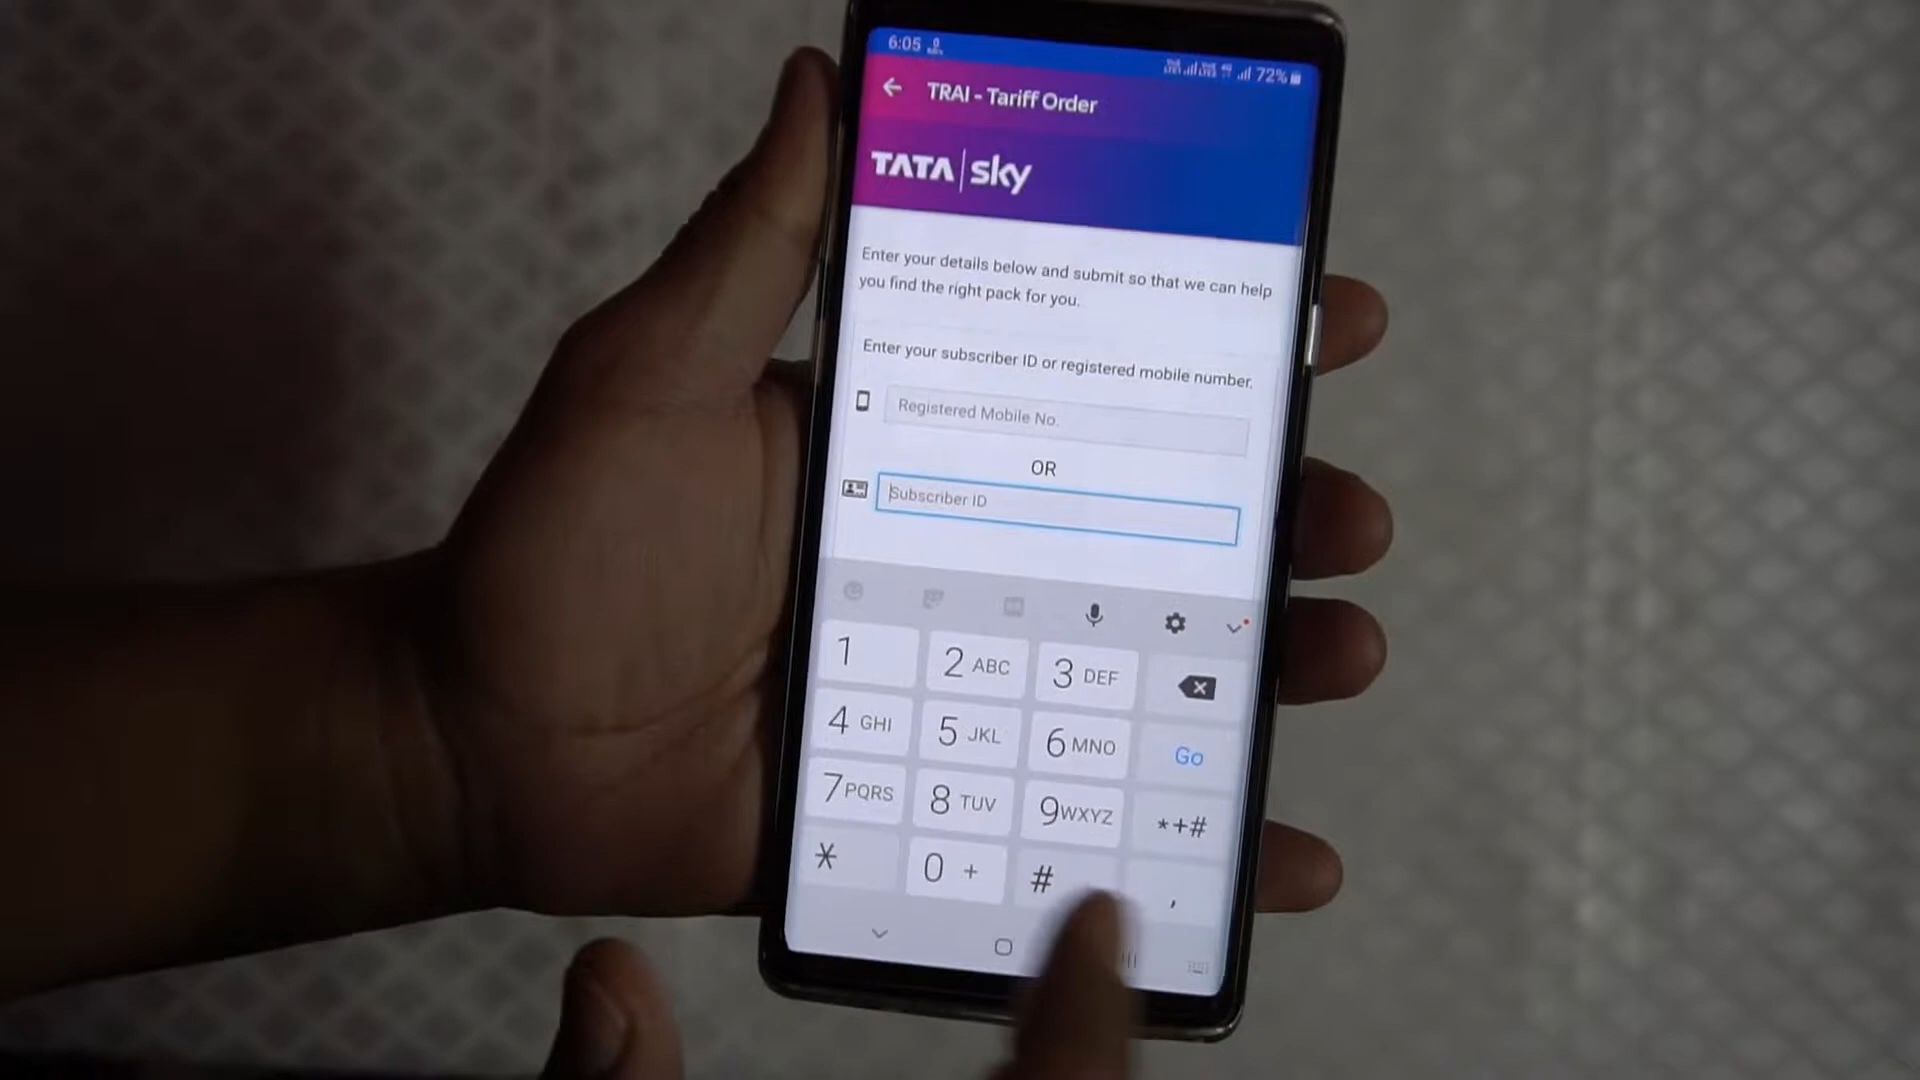 6:05
72%
TRAI - Tariff Order
TATA sky
Enter your details below and submit so that we can help
you find the right pack for you.
Enter your subscriber ID or registered mobile number.
Registered Mobile No.
OR
Subscriber ID
1 2 ABC 3 DEF
4 GHI 5 JKL 6 MNO Go
7 PQRS 8 TUV 9 WXYZ *+#
* 0 + # ,